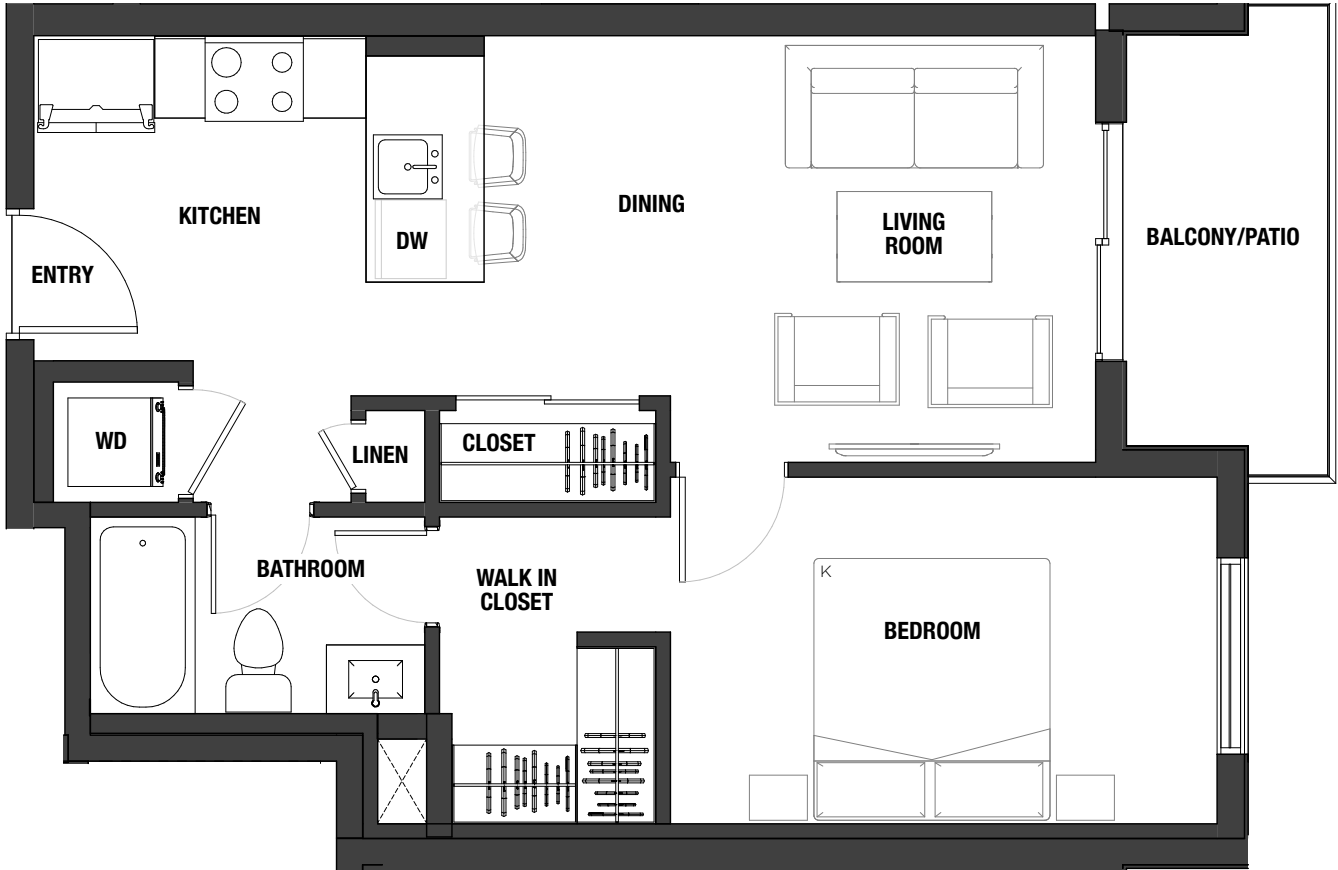 KITCHEN
DINING
LIVING
ROOM
BALCONY/PATIO
DW
ENTRY
WD
LINEN
CLOSET
BATHROOM
WALK IN
CLOSET
K
BEDROOM